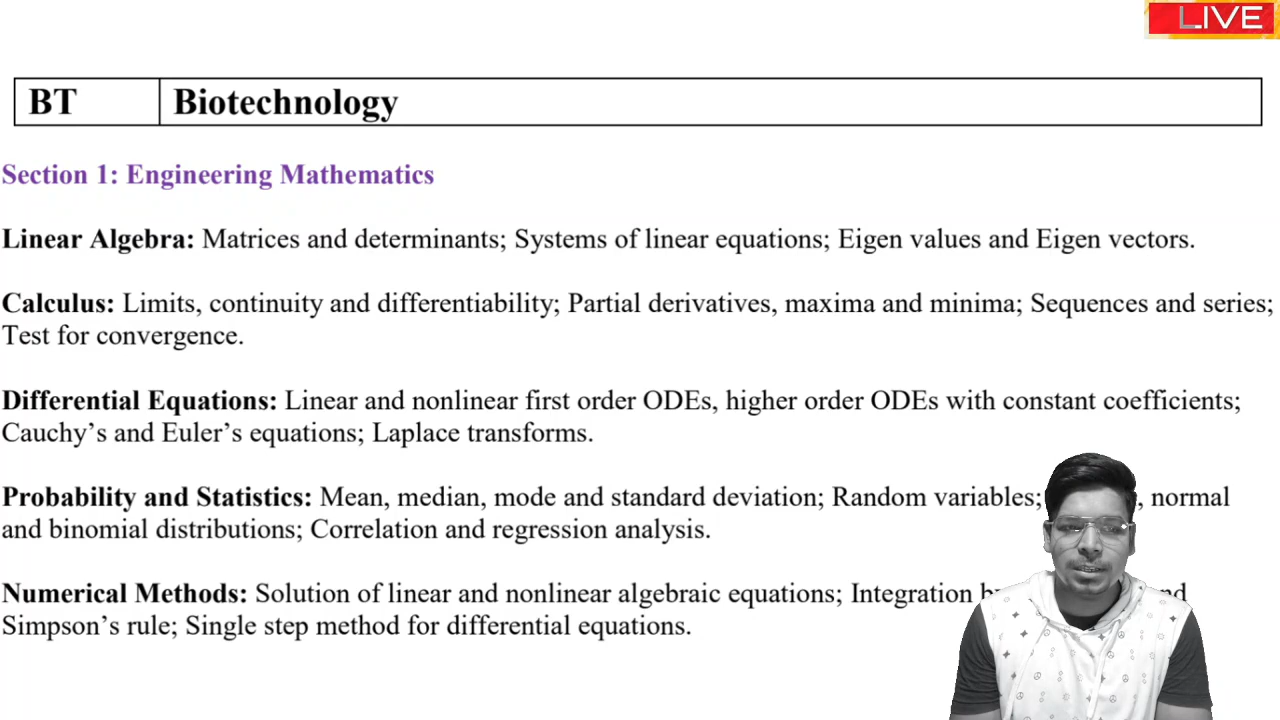 LIVE
BT Biotechnology
Section 1: Engineering Mathematics
Linear Algebra: Matrices and determinants; Systems of linear equations; Eigen values and Eigen vectors.
Calculus: Limits, continuity and differentiability; Partial derivatives, maxima and minima; Sequences and series;
Test for convergence.
Differential Equations: Linear and nonlinear first order ODEs, higher order ODEs with constant coefficients;
Cauchy’s and Euler’s equations; Laplace transforms.
Probability and Statistics: Mean, median, mode and standard deviation; Random variables; , normal
and binomial distributions; Correlation and regression analysis.
Numerical Methods: Solution of linear and nonlinear algebraic equations; Integration
Simpson’s rule; Single step method for differential equations.